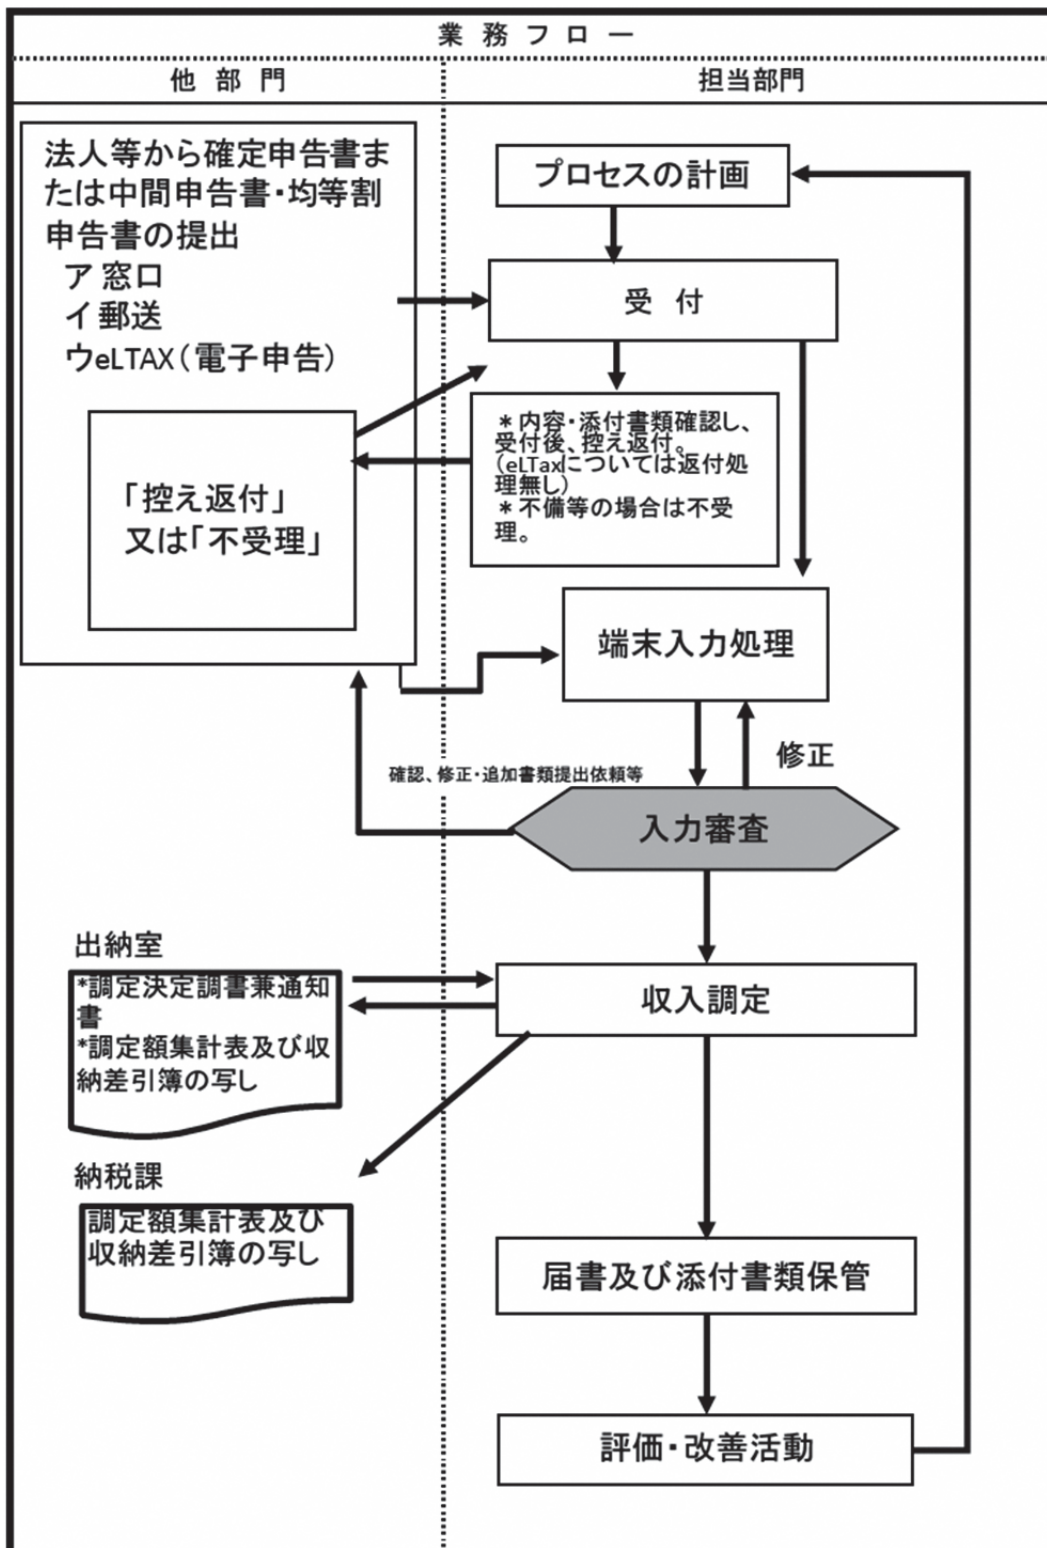 業務フロー
他部門
担当部門
法人等から確定申告書ま
たは中間申告書・均等割
申告書の提出
ア 窓口
イ 郵送
ウeLTAX（電子申告）
「控え返付」
又は「不受理」
プロセスの計画
受付
＊内容・添付書類確認し、
受付後、控え返付。
（eLTaxについては返付処
理無し）
＊不備等の場合は不受
理。
端末入力処理
修正
確認、修正・追加書類提出依頼等
入力審査
出納室
*調定決定調書兼通知
書
*調定額集計表及び収
納差引簿の写し
収入調定
納税課
調定額集計表及び
収納差引簿の写し
届書及び添付書類保管
評価・改善活動